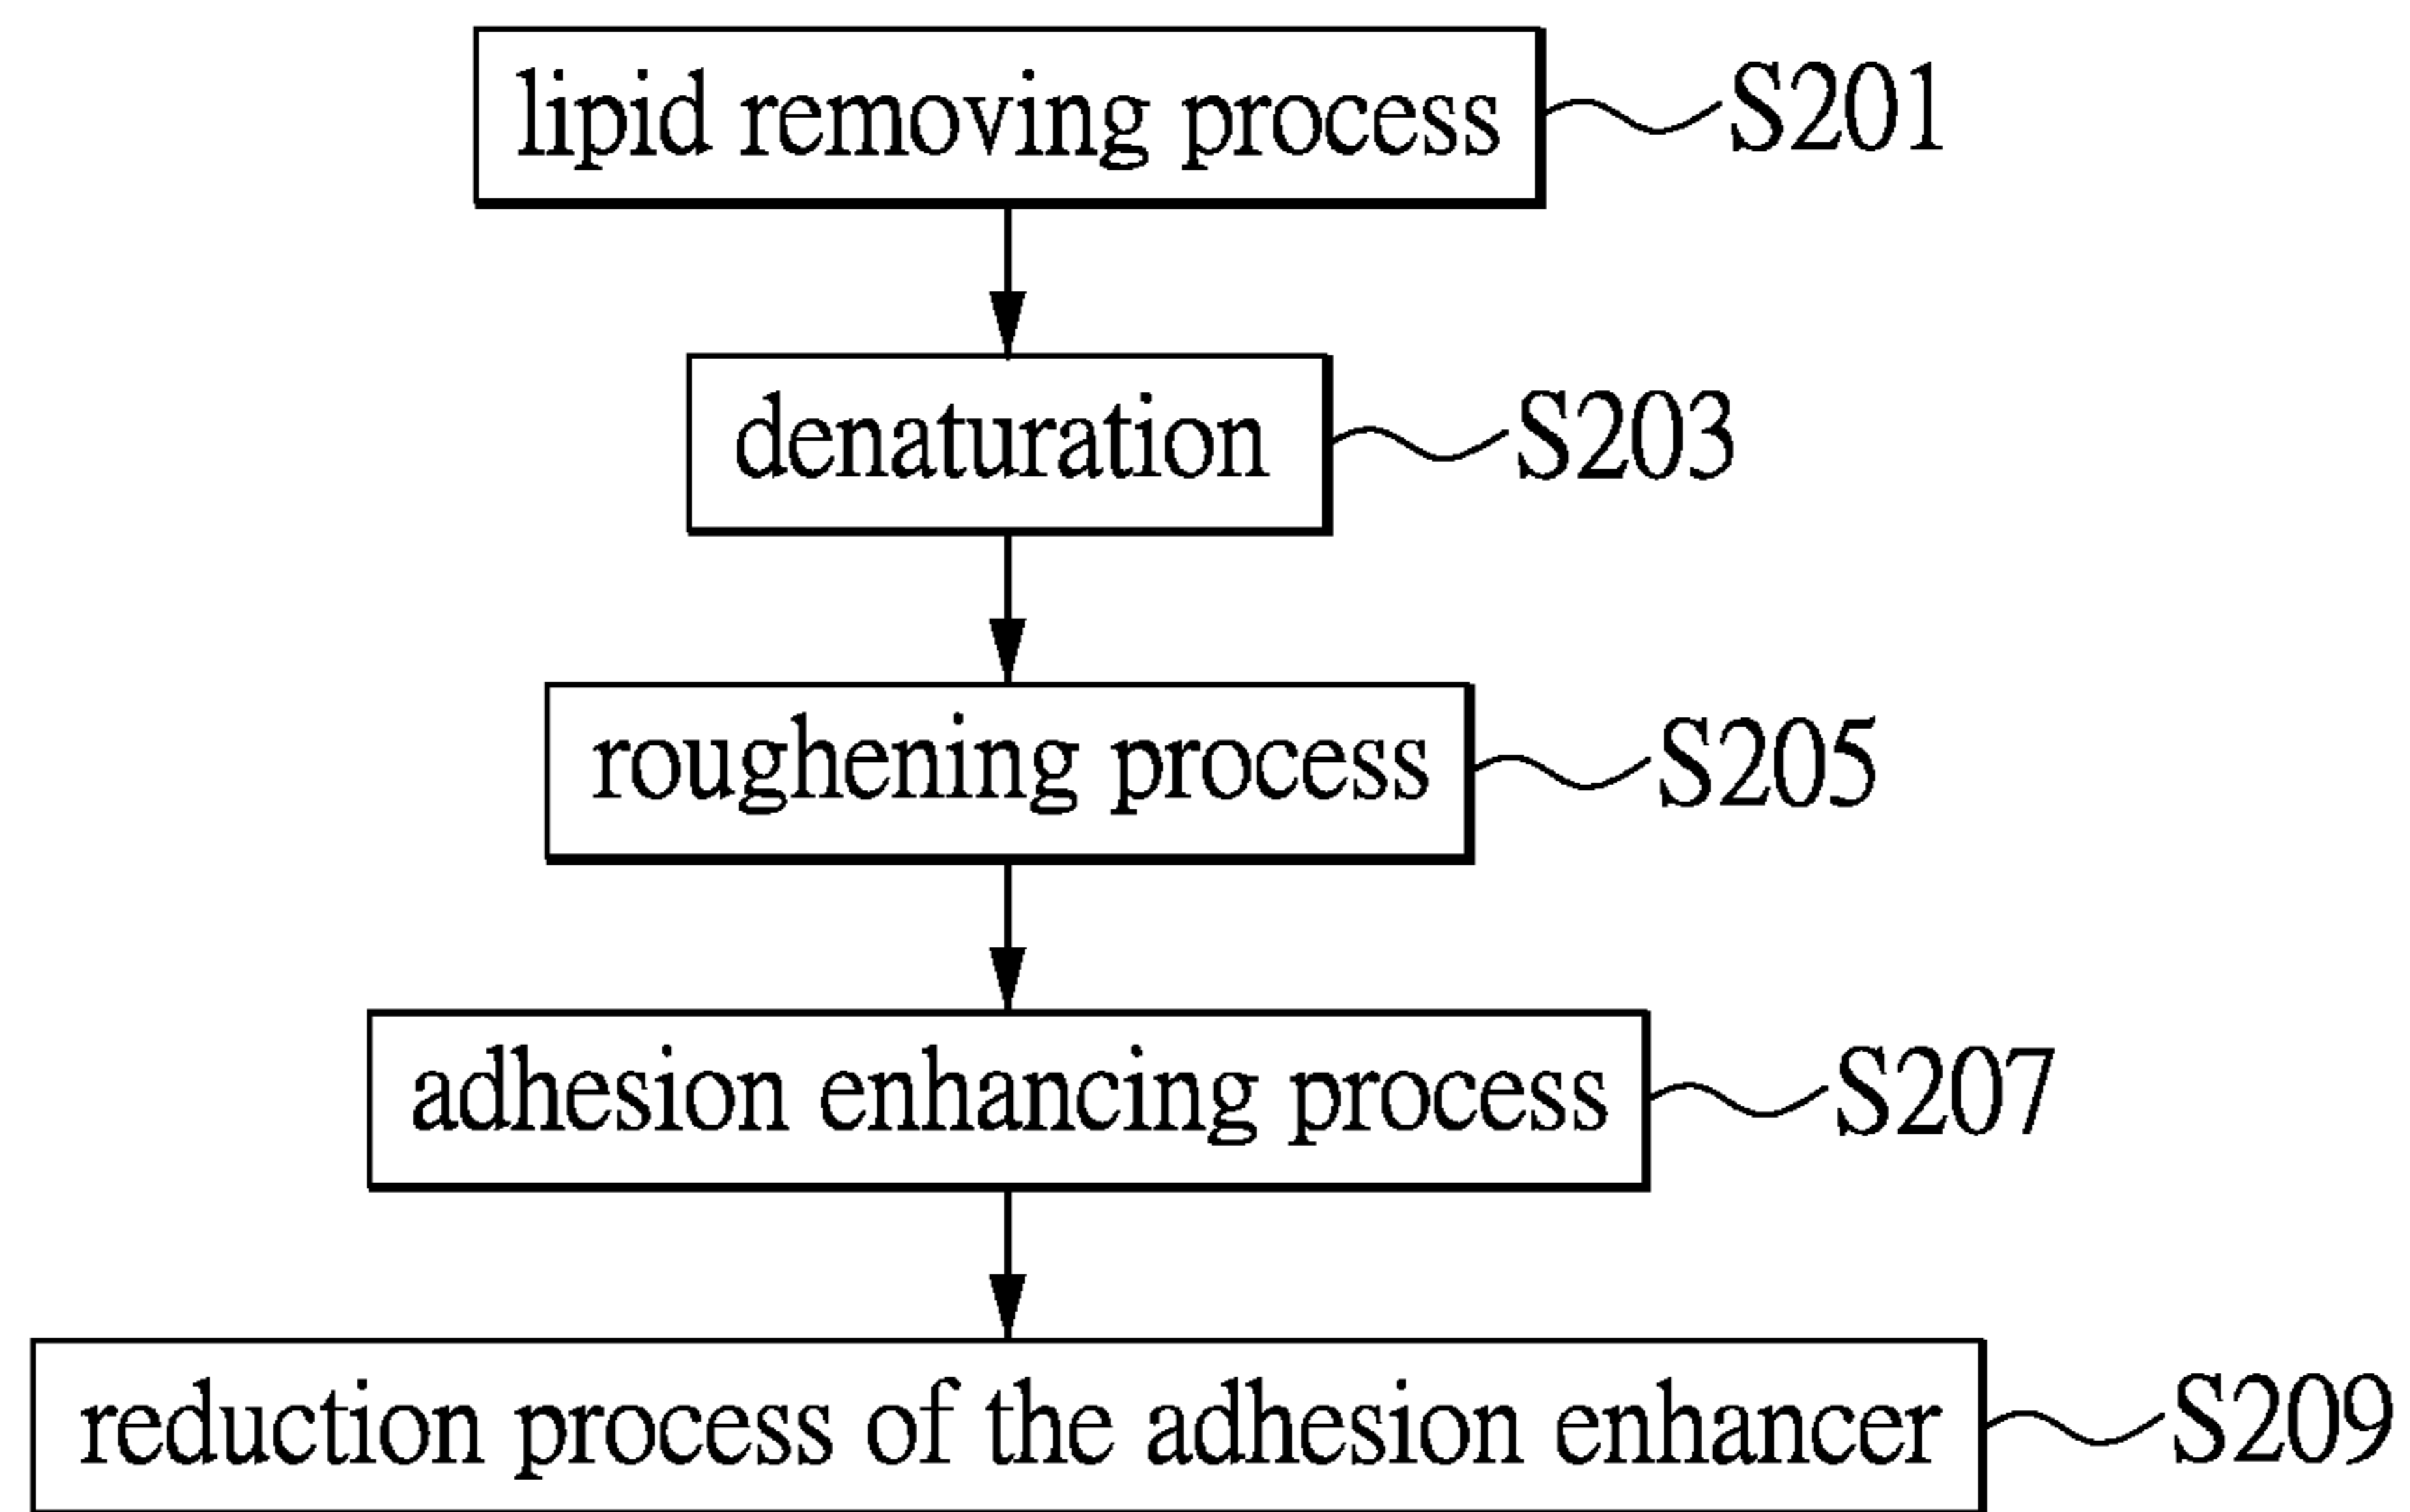 lipid removing process S201
denaturation S203
roughening process S205
adhesion enhancing process S207
reduction process of the adhesion enhancer S209